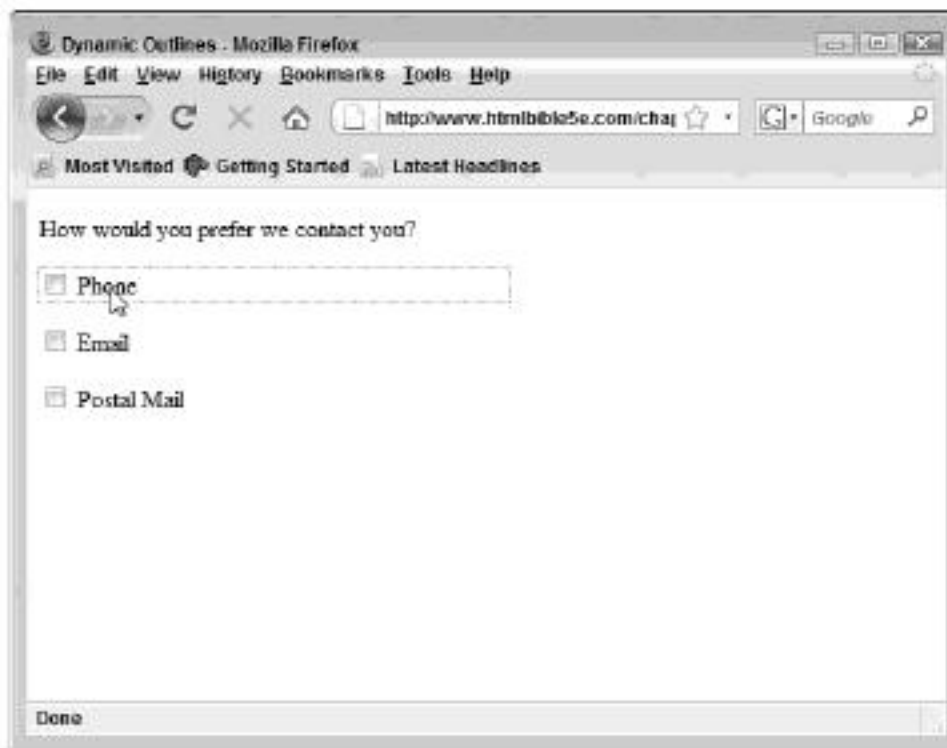 Dynamic Outlines - Mozilla Firefox
File Edit View History Bookmarks Tools Help
http://www.htmlbible5e.com/chap G Google
Most Visited Getting Started Latest Headlines
How would you prefer we contact you?
Phone
Email
Postal Mail
Done